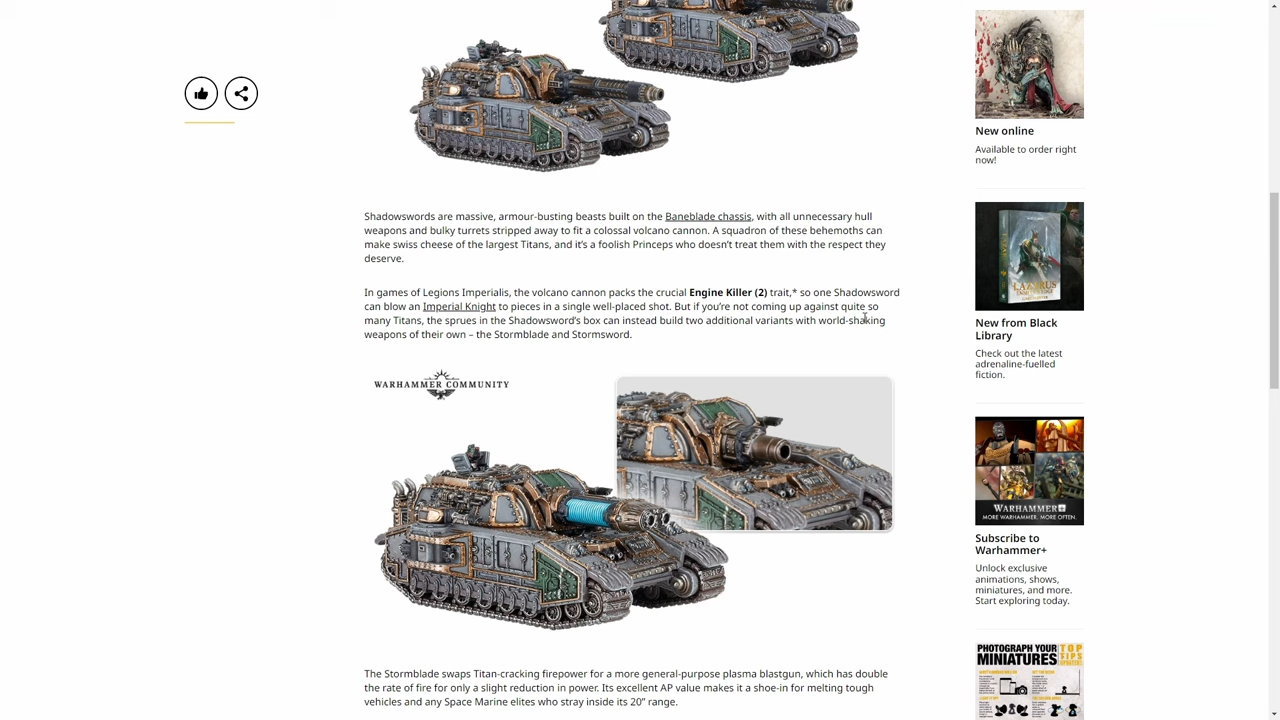 Shadowswords are massive, armour-busting beasts built on the Baneblade chassis, with all unnecessary hull
weapons and bulky turrets stripped away to fit a colossal volcano cannon. A squadron of these behemoths can
make swiss cheese of the largest Titans, and it's a foolish Princeps who doesn't treat them with the respect they
deserve.
In games of Legions Imperialis, the volcano cannon packs the crucial Engine Killer (2) trait,* so one Shadowsword
can blow an Imperial Knight to pieces in a single well-placed shot. But if you're not coming up against quite so
many Titans, the sprues in the Shadowsword's box can instead build two additional variants with world-shaking
weapons of their own – the Stormblade and Stormsword.
WARHAMMER COMMUNITY
The Stormblade swaps Titan-cracking firepower for a more general-purpose plasma blastgun, which has double
the rate of fire for only a slight reduction in power. Its excellent AP value makes it a shoo-in for melting tough
vehicles and any Space Marine elites who stray inside its 20" range.
New online
Available to order right
now!
LAZARUS
New from Black
Library
Check out the latest
adrenaline-fuelled
fiction.
WARHAMMER+
MORE WARHAMMER. MORE OFTEN.
Subscribe to
Warhammer+
Unlock exclusive
animations, shows,
miniatures, and more.
Start exploring today.
PHOTOGRAPH YOUR
MINIATURES
TOP
TIPS